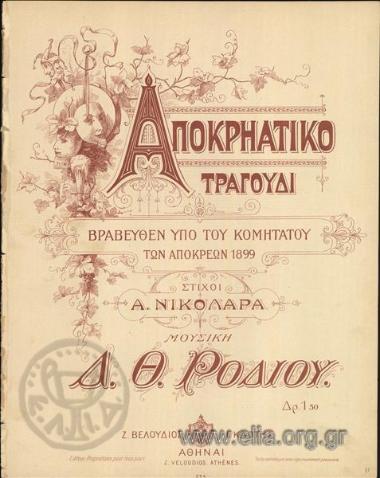 ΑΠΟΚΡΗΑΤΙΚΟ
ΤΡΑΓΟΥΔΙ
ΒΡΑΒΕΥΘΕΝ ΥΠΟ ΤΟΥ ΚΟΜΗΤΑΤΟΥ
ΤΩΝ ΑΠΟΚΡΕΩΝ 1899
ΣΤΙΧΟΙ
Α. ΝΙΚΟΛΑΡΑ
ΜΟΥΣΙΚΗ
Δ. Θ. ΡΟΔΙΟΥ.
Δρ. 1 50
Ζ. ΒΕΛΟΥΔΙΟΣ
www.elia.org.gr
ΑΘΗΝΑΙ
Z. VELOUDIOS. ATHÈNES.
Ε.Λ.Ι.Α